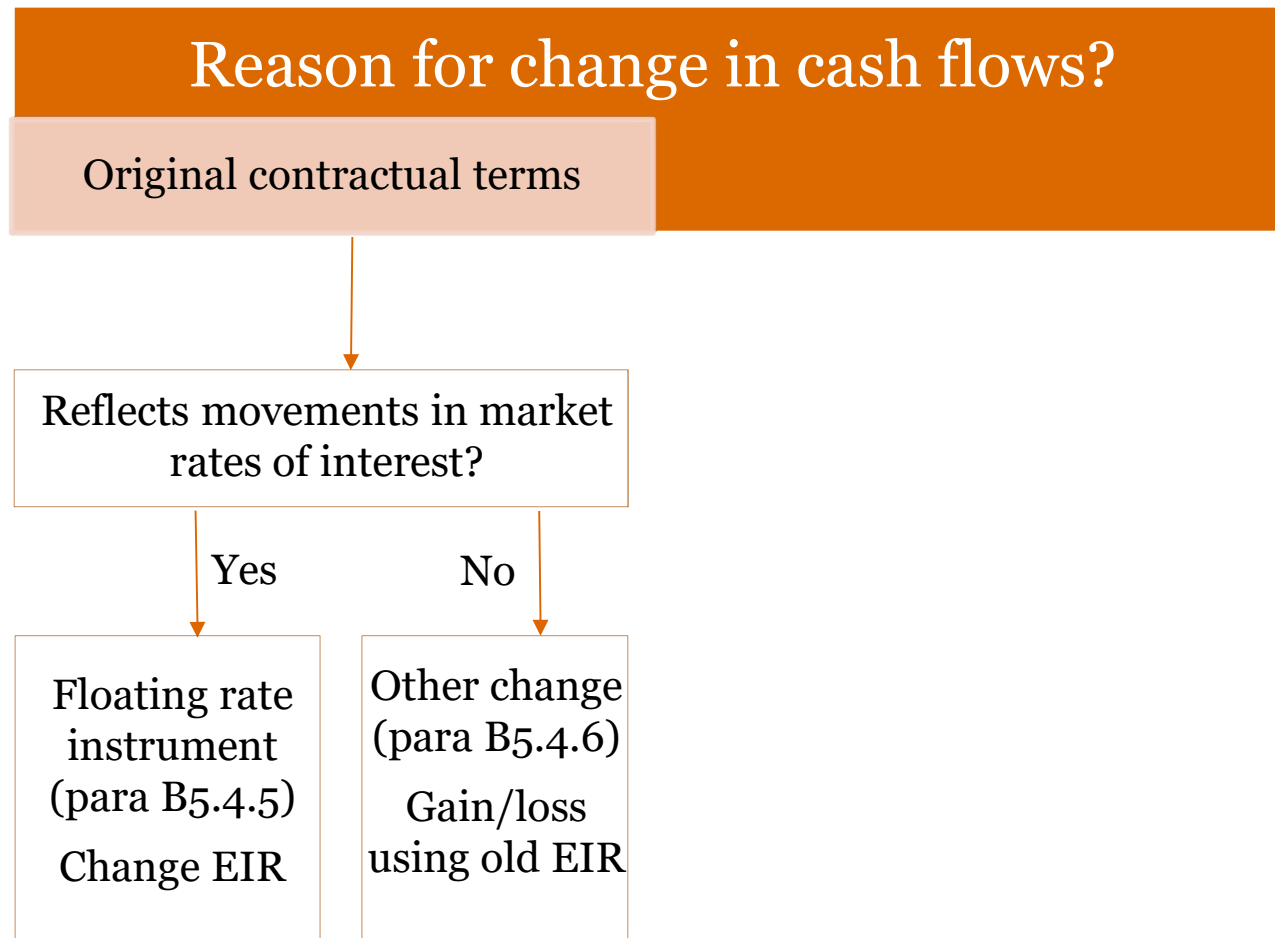 Reason for change in cash flows?
Original contractual terms
Reflects movements in market
rates of interest?
Yes
No
Floating rate
instrument
(para B5.4.5)
Change EIR
Other change
(para B5.4.6)
Gain/loss
using old EIR